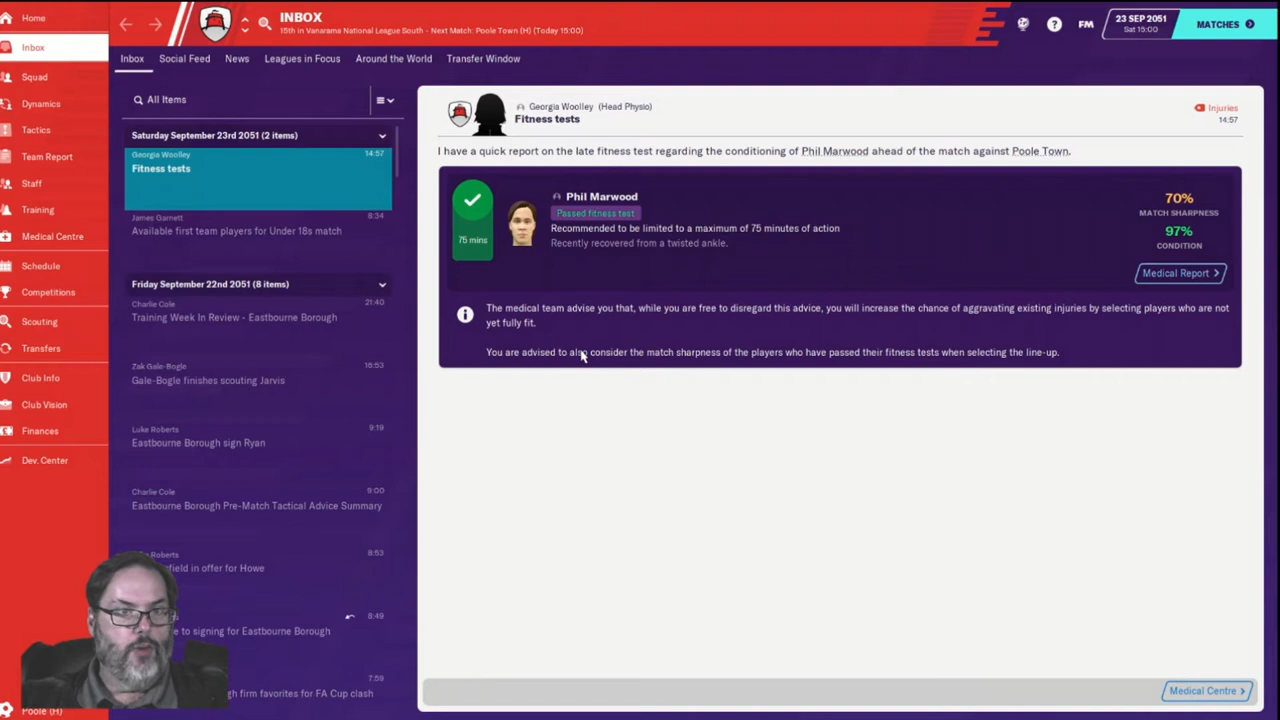 Home
Inbox
Squad
Dynamics
Tactics
Team Report
Staff
Training
Medical Centre
Schedule
Competitions
Scouting
Transfers
Club Info
Club Vision
Finances
Dev. Center
Poole (H)
INBOX
15th in Vanarama National League South - Next Match: Poole Town (H) (Today 15:00)
?
FM
23 SEP 2051
Sat 15:00
MATCHES
Inbox
Social Feed
News
Leagues in Focus
Around the World
Transfer Window
All Items
Saturday September 23rd 2051 (2 items)
Georgia Woolley 14:57
Fitness tests
James Garnett 8:34
Available first team players for Under 18s match
Friday September 22nd 2051 (8 items)
Charlie Cole 21:40
Training Week In Review - Eastbourne Borough
Zak Gale-Bogle 16:53
Gale-Bogle finishes scouting Jarvis
Luke Roberts 9:19
Eastbourne Borough sign Ryan
Charlie Cole 9:00
Eastbourne Borough Pre-Match Tactical Advice Summary
Roberts 8:53
field in offer for Howe
8:49
to signing for Eastbourne Borough
7:59
firm favorites for FA Cup clash
Georgia Woolley (Head Physio)
Fitness tests
Injuries
14:57
I have a quick report on the late fitness test regarding the conditioning of Phil Marwood ahead of the match against Poole Town.
75 mins
Phil Marwood
Passed fitness test
Recommended to be limited to a maximum of 75 minutes of action
Recently recovered from a twisted ankle.
70%
MATCH SHARPNESS
97%
CONDITION
Medical Report
The medical team advise you that, while you are free to disregard this advice, you will increase the chance of aggravating existing injuries by selecting players who are not
yet fully fit.
You are advised to also consider the match sharpness of the players who have passed their fitness tests when selecting the line-up.
Medical Centre